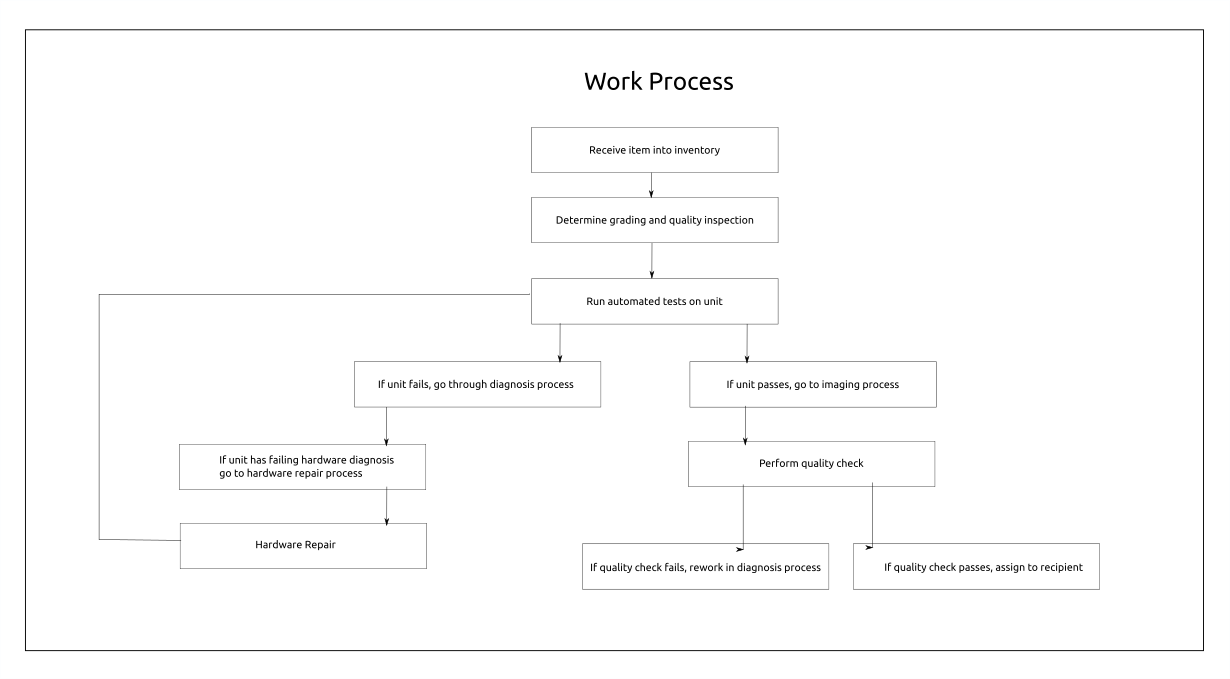 Work Process
Receive item into inventory
Determine grading and quality inspection
Run automated tests on unit
If unit fails, go through diagnosis process
If unit passes, go to imaging process
If unit has failing hardware diagnosis
go to hardware repair process
Perform quality check
Hardware Repair
If quality check fails, rework in diagnosis process
If quality check passes, assign to recipient